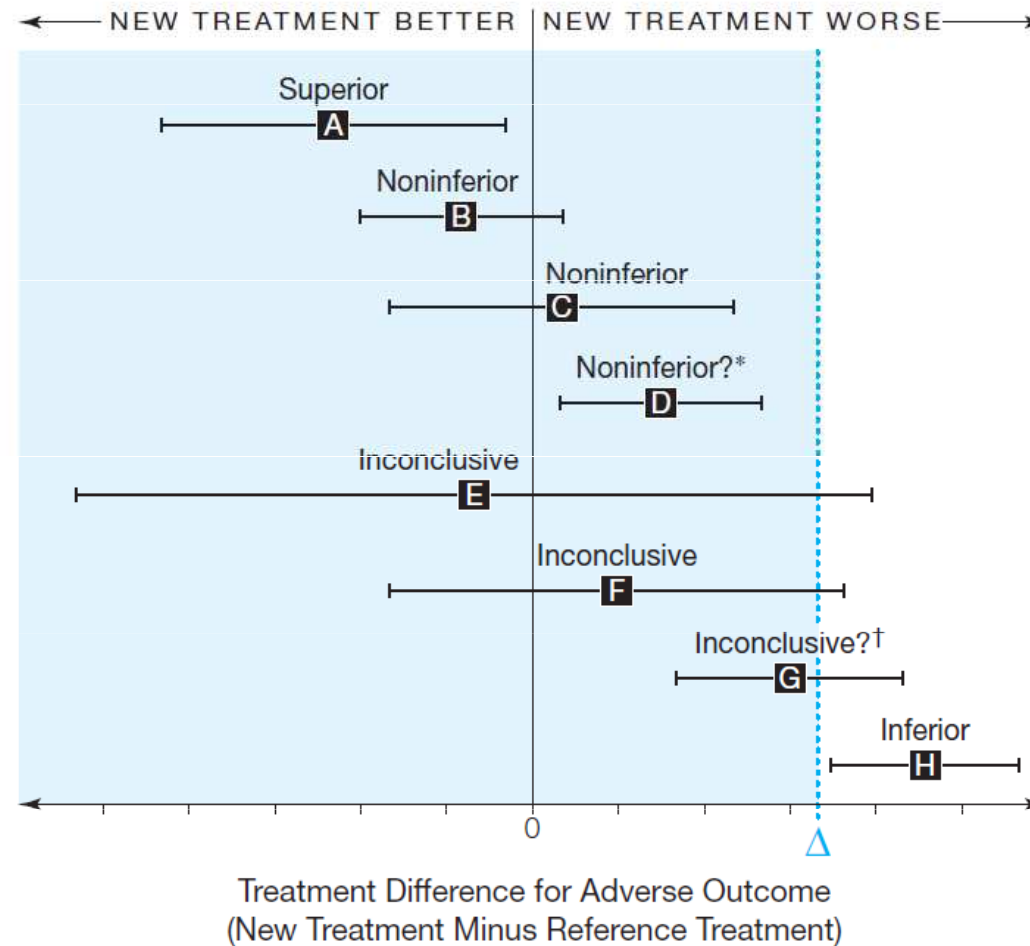 NEW TREATMENT BETTER NEW TREATMENT WORSE
Superior
A
Noninferior
B
Noninferior
C
Noninferior?*
D
Inconclusive
E
Inconclusive
F
Inconclusive?†
G
Inferior
H
0
Δ
Treatment Difference for Adverse Outcome
(New Treatment Minus Reference Treatment)